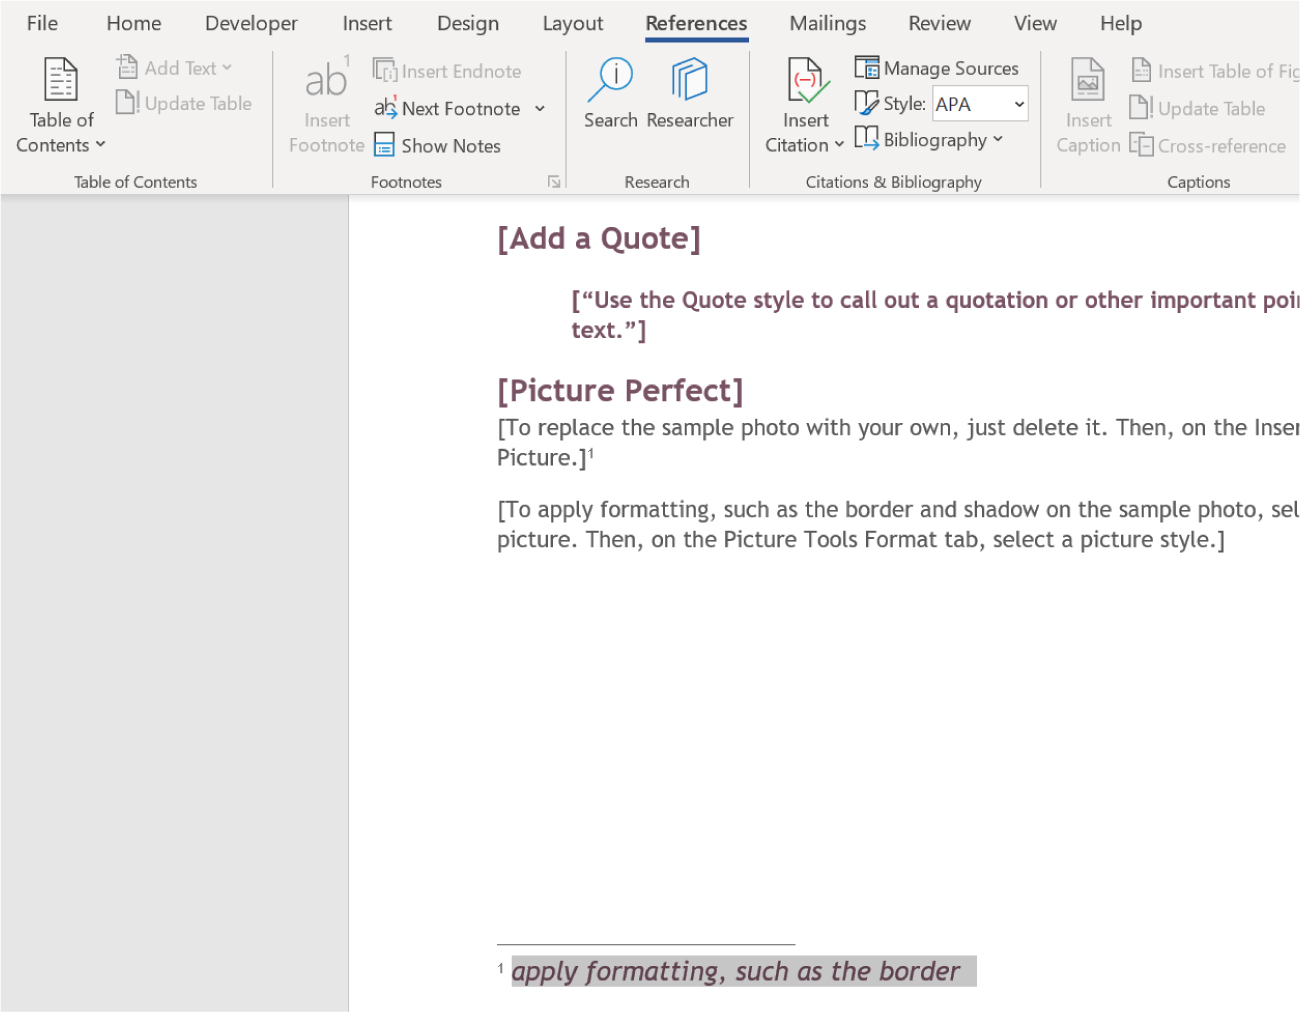 File Home Developer Insert Design Layout References Mailings Review View Help
Add Text
Update Table
Table of
Contents
Table of Contents
ab1
Insert
Footnote
Insert Endnote
Next Footnote
Show Notes
Footnotes
Search
Researcher
Research
Insert
Citation
Manage Sources
Style: APA
Bibliography
Citations & Bibliography
Insert
Caption
Insert Table of Fig
Update Table
Cross-reference
Captions
[Add a Quote]
[“Use the Quote style to call out a quotation or other important poi
text.”]
[Picture Perfect]
[To replace the sample photo with your own, just delete it. Then, on the Inser
Picture.]1
[To apply formatting, such as the border and shadow on the sample photo, sel
picture. Then, on the Picture Tools Format tab, select a picture style.]
1 apply formatting, such as the border